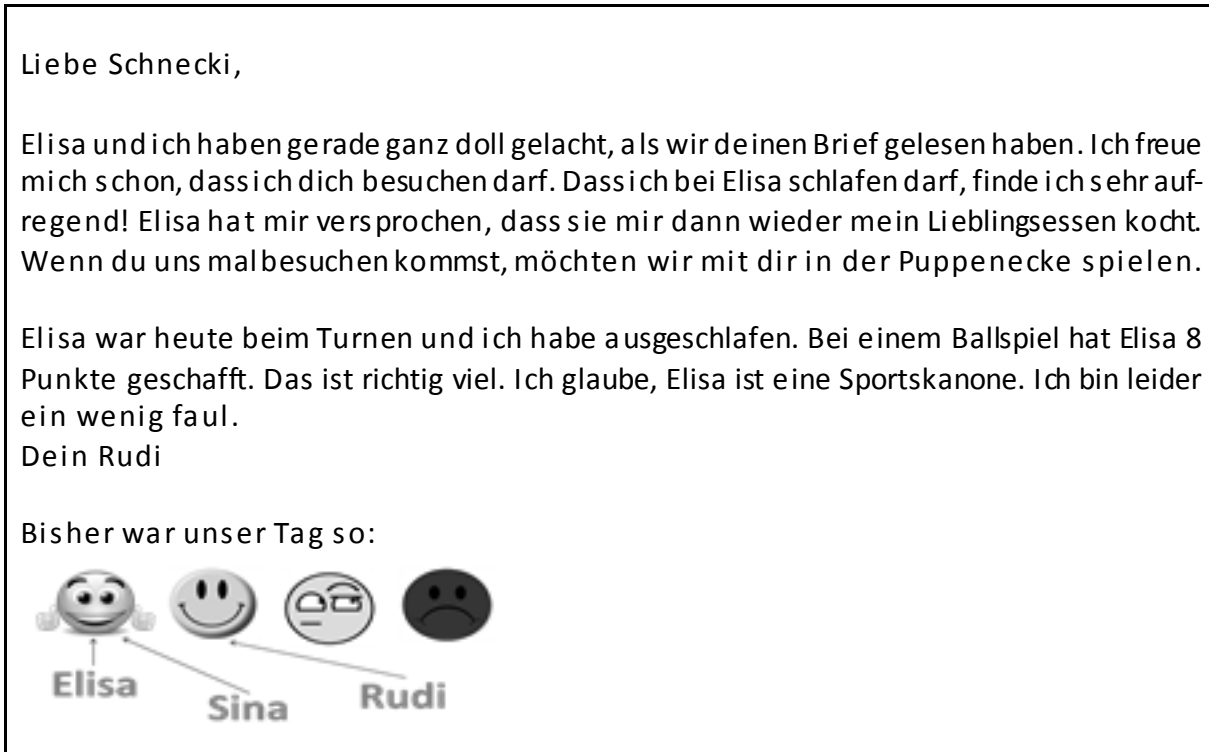 Liebe Schnecki,
Elisa und ich haben gerade ganz doll gelacht, als wir deinen Brief gelesen haben. Ich freue
mich schon, dass ich dich besuchen darf. Dass ich bei Elisa schlafen darf, finde ich sehr auf-
regend! Elisa hat mir versprochen, dass sie mir dann wieder mein Lieblingsessen kocht.
Wenn du uns mal besuchen kommst, möchten wir mit dir in der Puppenecke spielen.
Elisa war heute beim Turnen und ich habe ausgeschlafen. Bei einem Ballspiel hat Elisa 8
Punkte geschafft. Das ist richtig viel. Ich glaube, Elisa ist eine Sportskanone. Ich bin leider
ein wenig faul.
Dein Rudi
Bisher war unser Tag so:
Elisa
Sina
Rudi